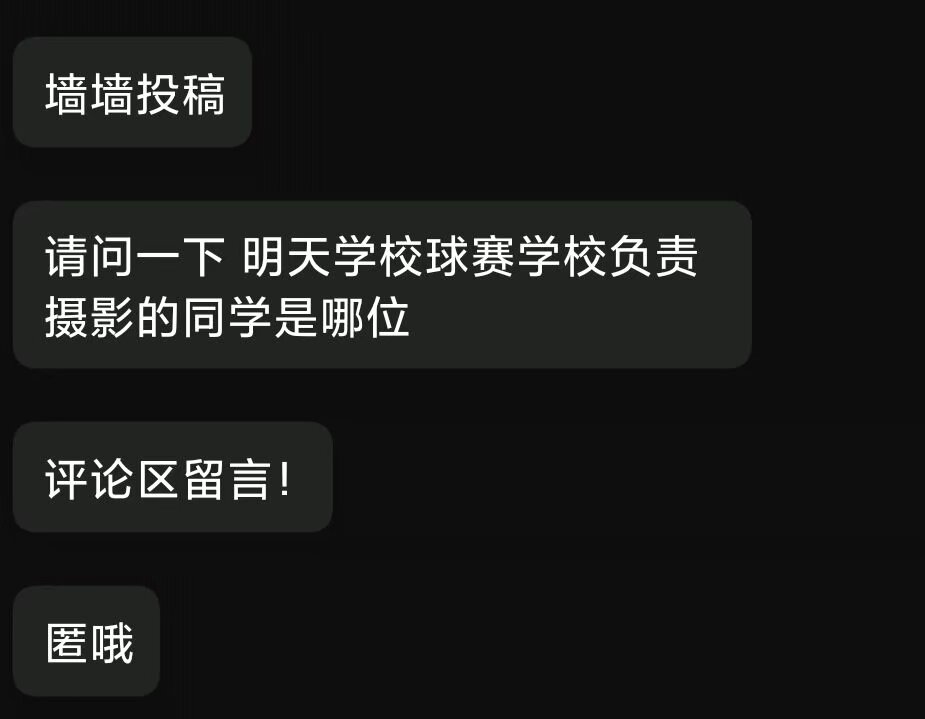 墙墙投稿
请问一下 明天学校球赛学校负责
摄影的同学是哪位
评论区留言！
匿哦